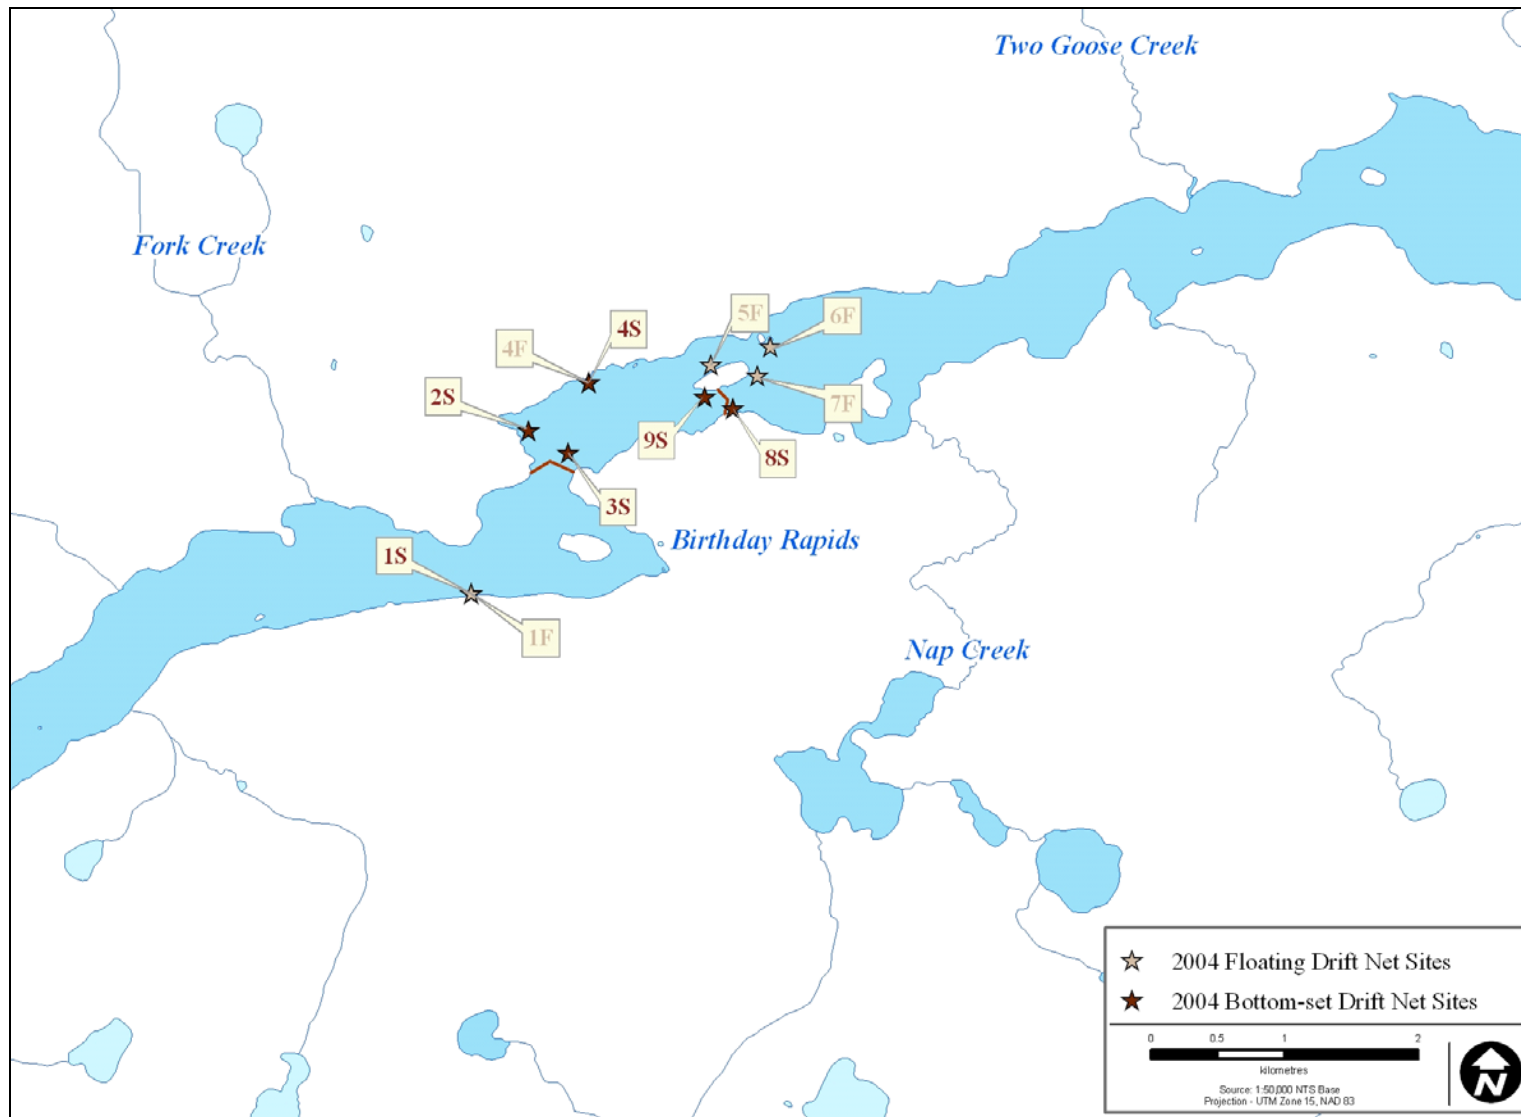 Two Goose Creek
Fork Creek
5F
6F
4S
4F
2S
7F
9S
8S
3S
Birthday Rapids
1S
1F
Nap Creek
2004 Floating Drift Net Sites
2004 Bottom-set Drift Net Sites
0 0.5 1 2
kilometres
Source: 1:50,000 NTS Base
Projection - UTM Zone 15, NAD 83
N